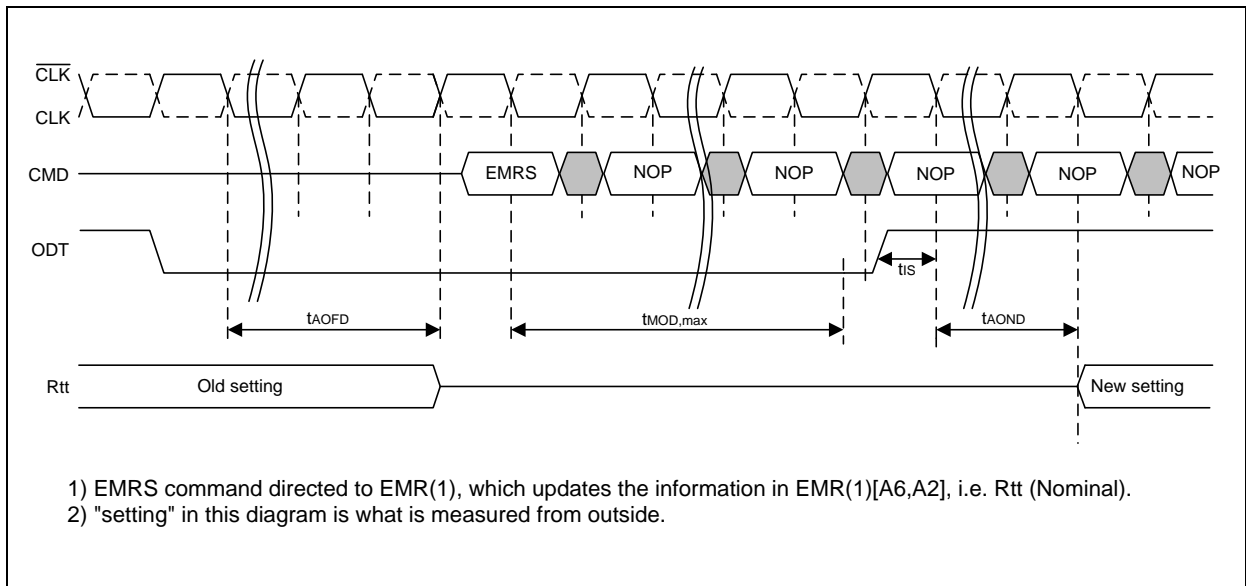 CLK
CLK
CMD
EMRS
NOP
NOP
NOP
NOP
NOP
ODT
tIS
tAOFD
tMOD,max
tAOND
Rtt
Old setting
New setting
1) EMRS command directed to EMR(1), which updates the information in EMR(1)[A6,A2], i.e. Rtt (Nominal).
2) "setting" in this diagram is what is measured from outside.